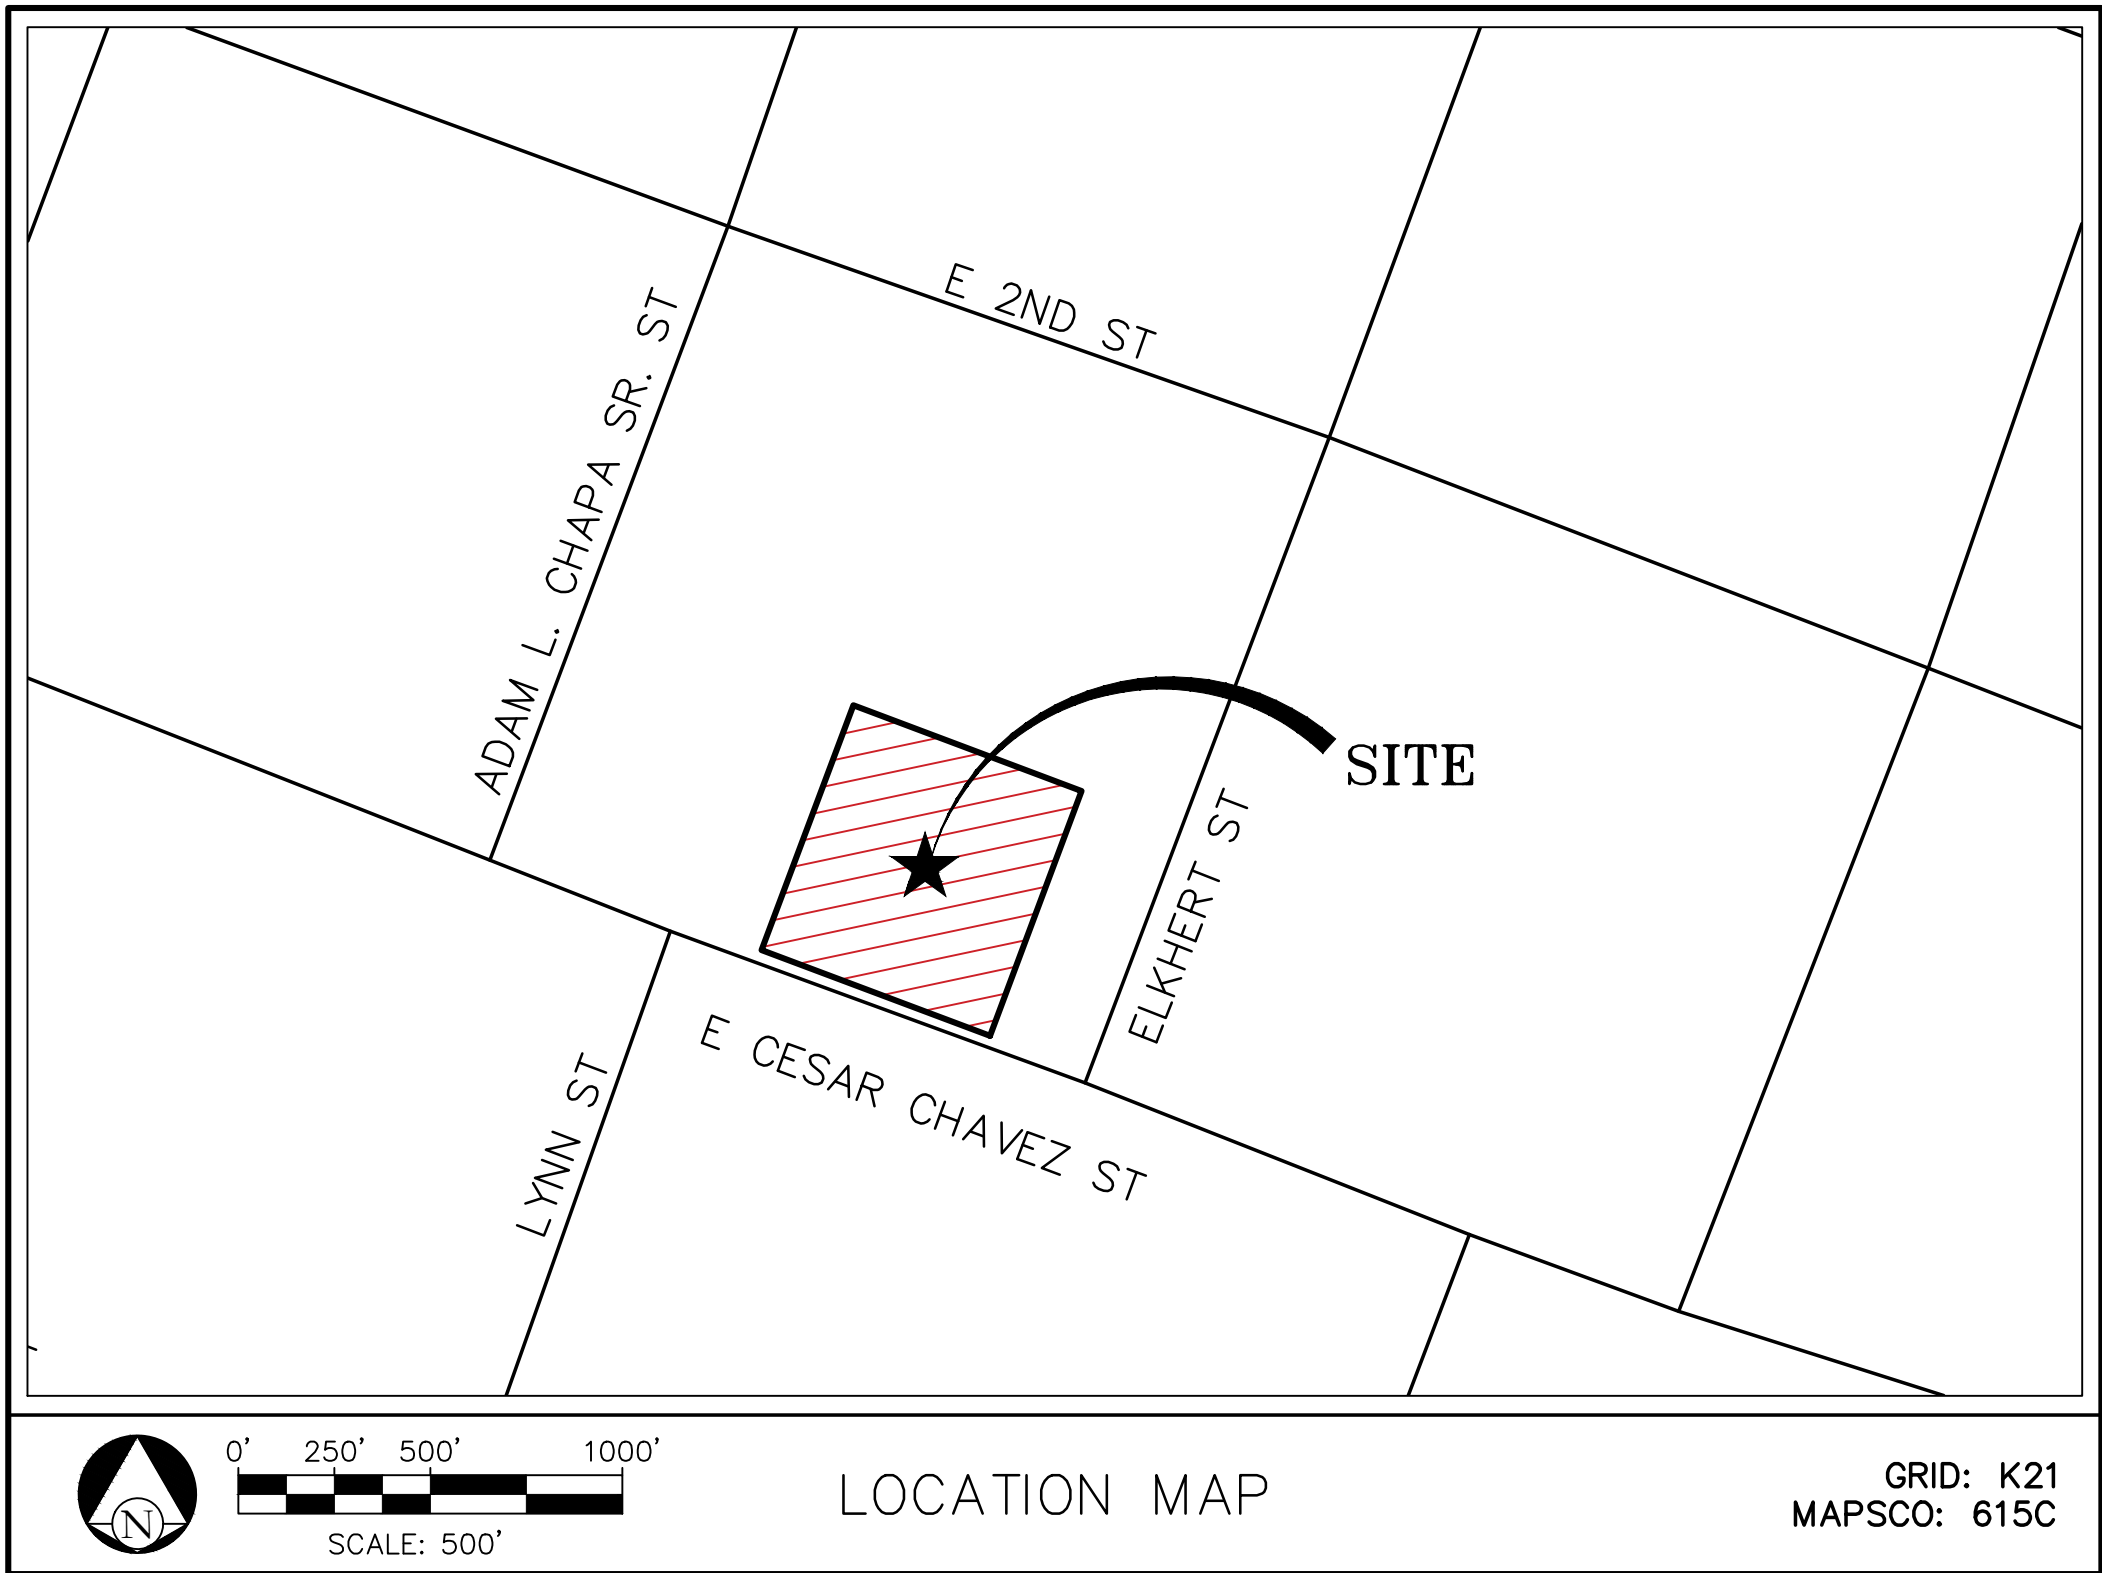 E 2ND ST
ADAM L. CHAPA SR. ST
SITE
ELKHERT ST
E CESAR CHAVEZ ST
LYNN ST
0' 250' 500' 1000'
SCALE: 500'
N
LOCATION MAP
GRID: K21
MAPSCO: 615C